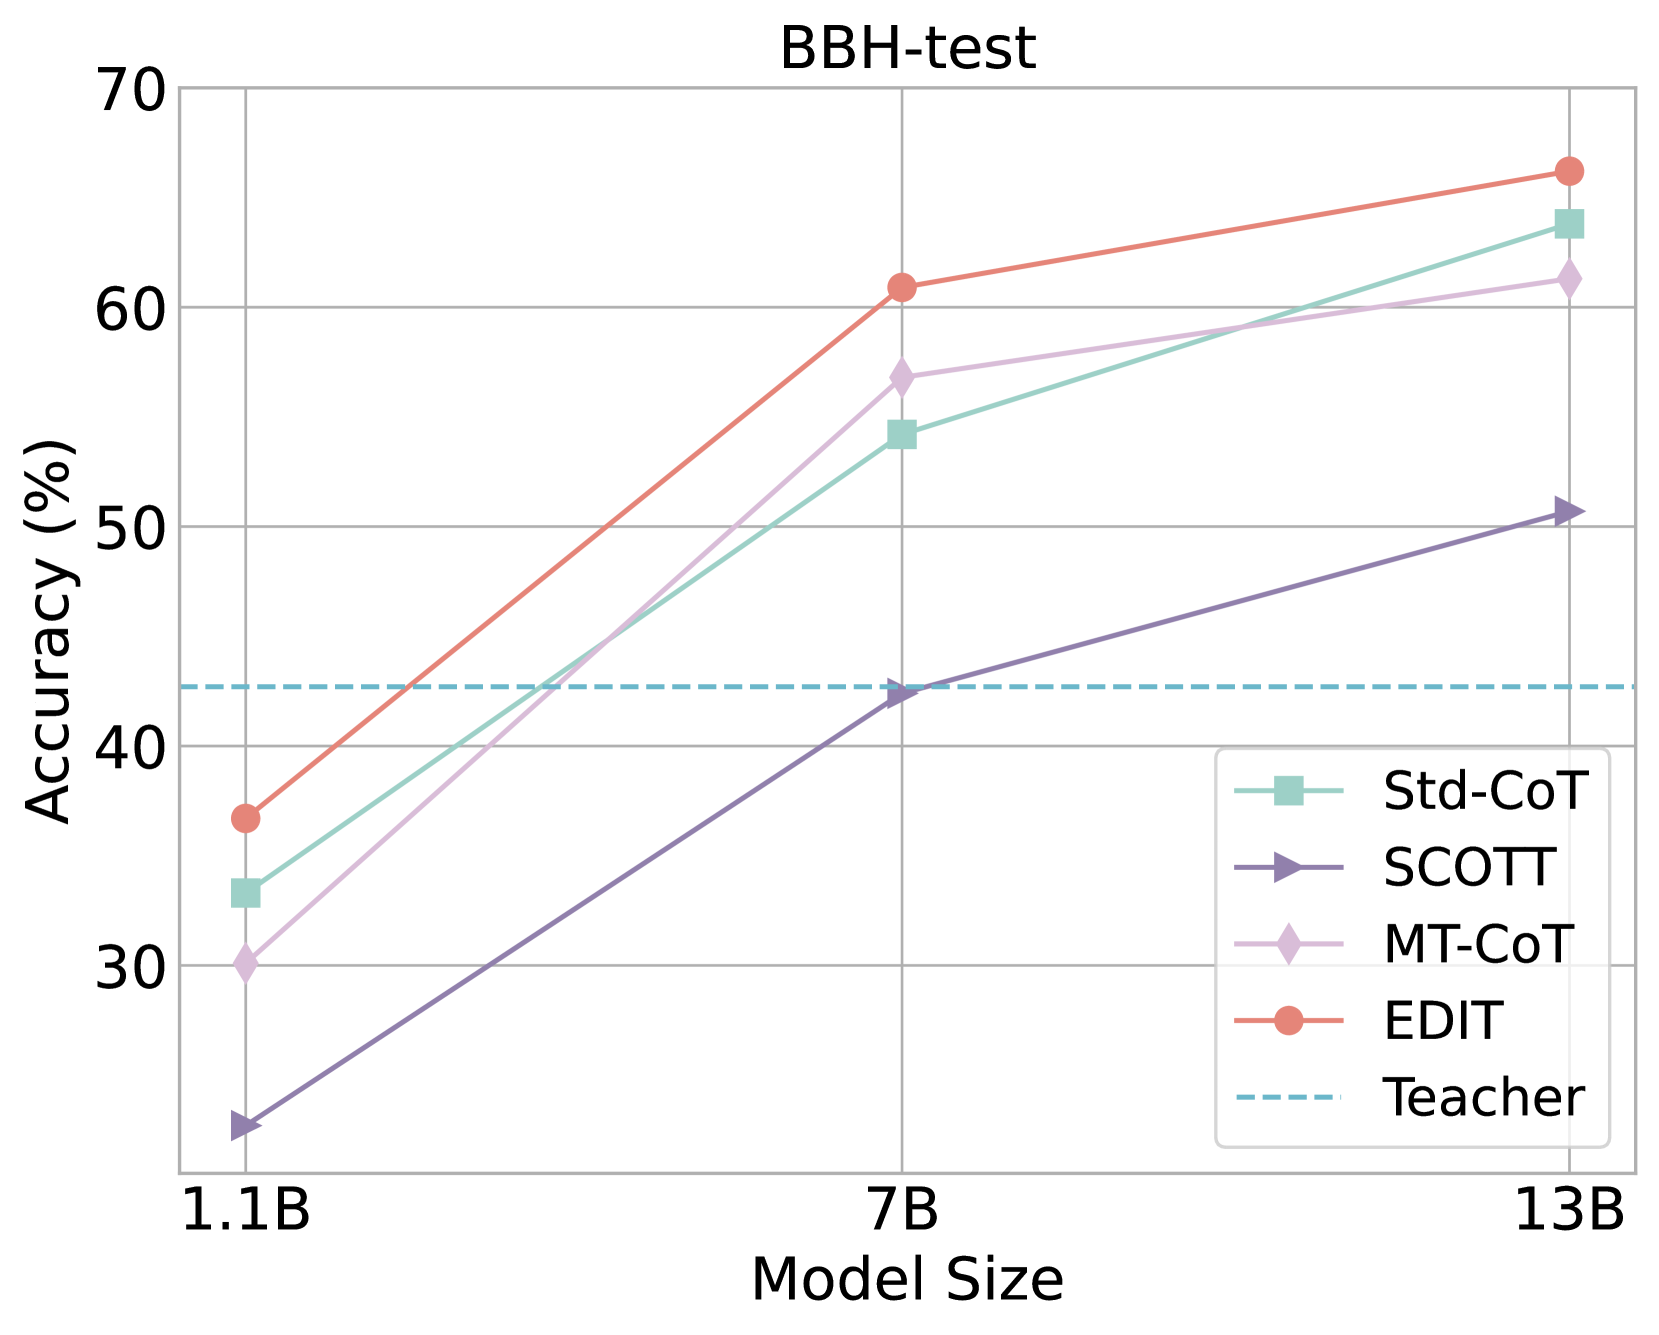 BBH-test
70
60
50
40
30
Accuracy (%)
Std-CoT
SCOTT
MT-CoT
EDIT
Teacher
1.1B 7B 13B
Model Size